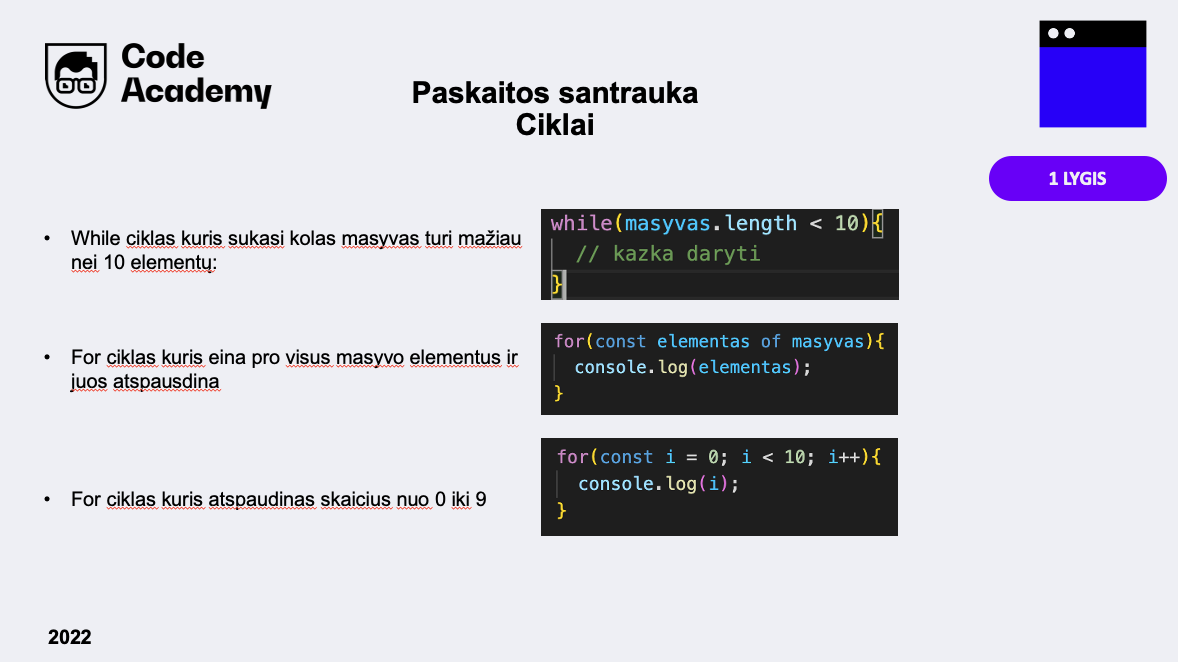 Code
Academy
Paskaitos santrauka
Ciklai
1 LYGIS
• While ciklas kuris sukasi kolas masyvas turi mažiau
nei 10 elementų:
while(masyvas.length < 10){
// kazka daryti
}
• For ciklas kuris eina pro visus masyvo elementus ir
juos atspausdina
for(const elementas of masyvas){
console.log(elementas);
}
• For ciklas kuris atspaudinas skaicius nuo 0 iki 9
for(const i = 0; i < 10; i++){
console.log(i);
}
2022